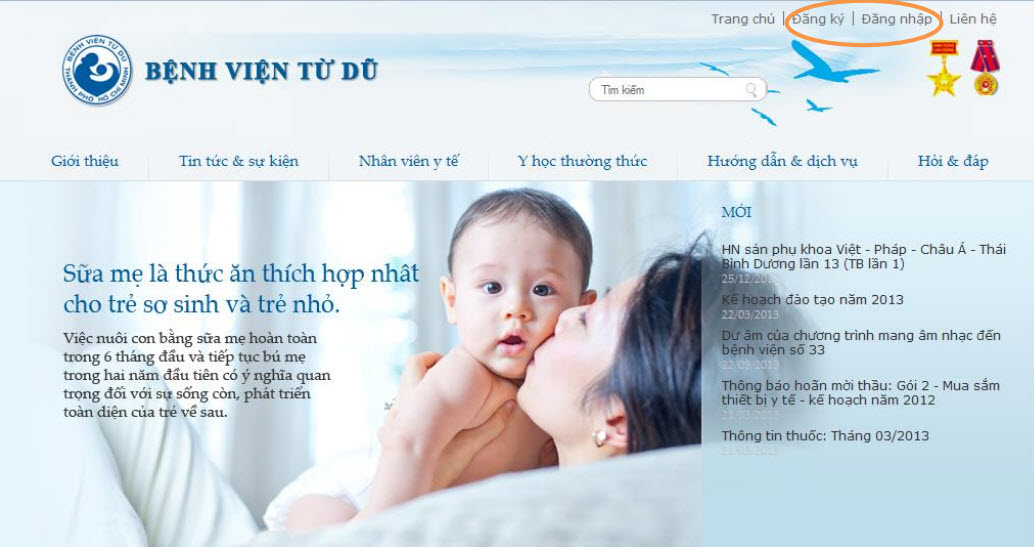 Trang chủ | Đăng ký | Đăng nhập | Liên hệ
BỆNH VIỆN TỪ DŨ
BỆNH VIỆN TỪ DŨ
THÀNH PHỐ HỒ CHÍ MINH
Tìm kiếm
Giới thiệu
Tin tức & sự kiện
Nhân viên y tế
Y học thường thức
Hướng dẫn & dịch vụ
Hỏi & đáp
Sữa mẹ là thức ăn thích hợp nhất
cho trẻ sơ sinh và trẻ nhỏ.
Việc nuôi con bằng sữa mẹ hoàn toàn
trong 6 tháng đầu và tiếp tục bú mẹ
trong hai năm đầu tiên có ý nghĩa quan
trọng đối với sự sống còn, phát triển
toàn diện của trẻ về sau.
MỚI
HN sản phụ khoa Việt - Pháp - Châu Á - Thái
Bình Dương lần 13 (TB lần 1)
25/12/2012
Kế hoạch đào tạo năm 2013
22/03/2013
Dư âm của chương trình mang âm nhạc đến
bệnh viện số 33
22/03/2013
Thông báo hoãn mời thầu: Gói 2 - Mua sắm
thiết bị y tế - kế hoạch năm 2012
21/03/2013
Thông tin thuốc: Tháng 03/2013
21/03/2013